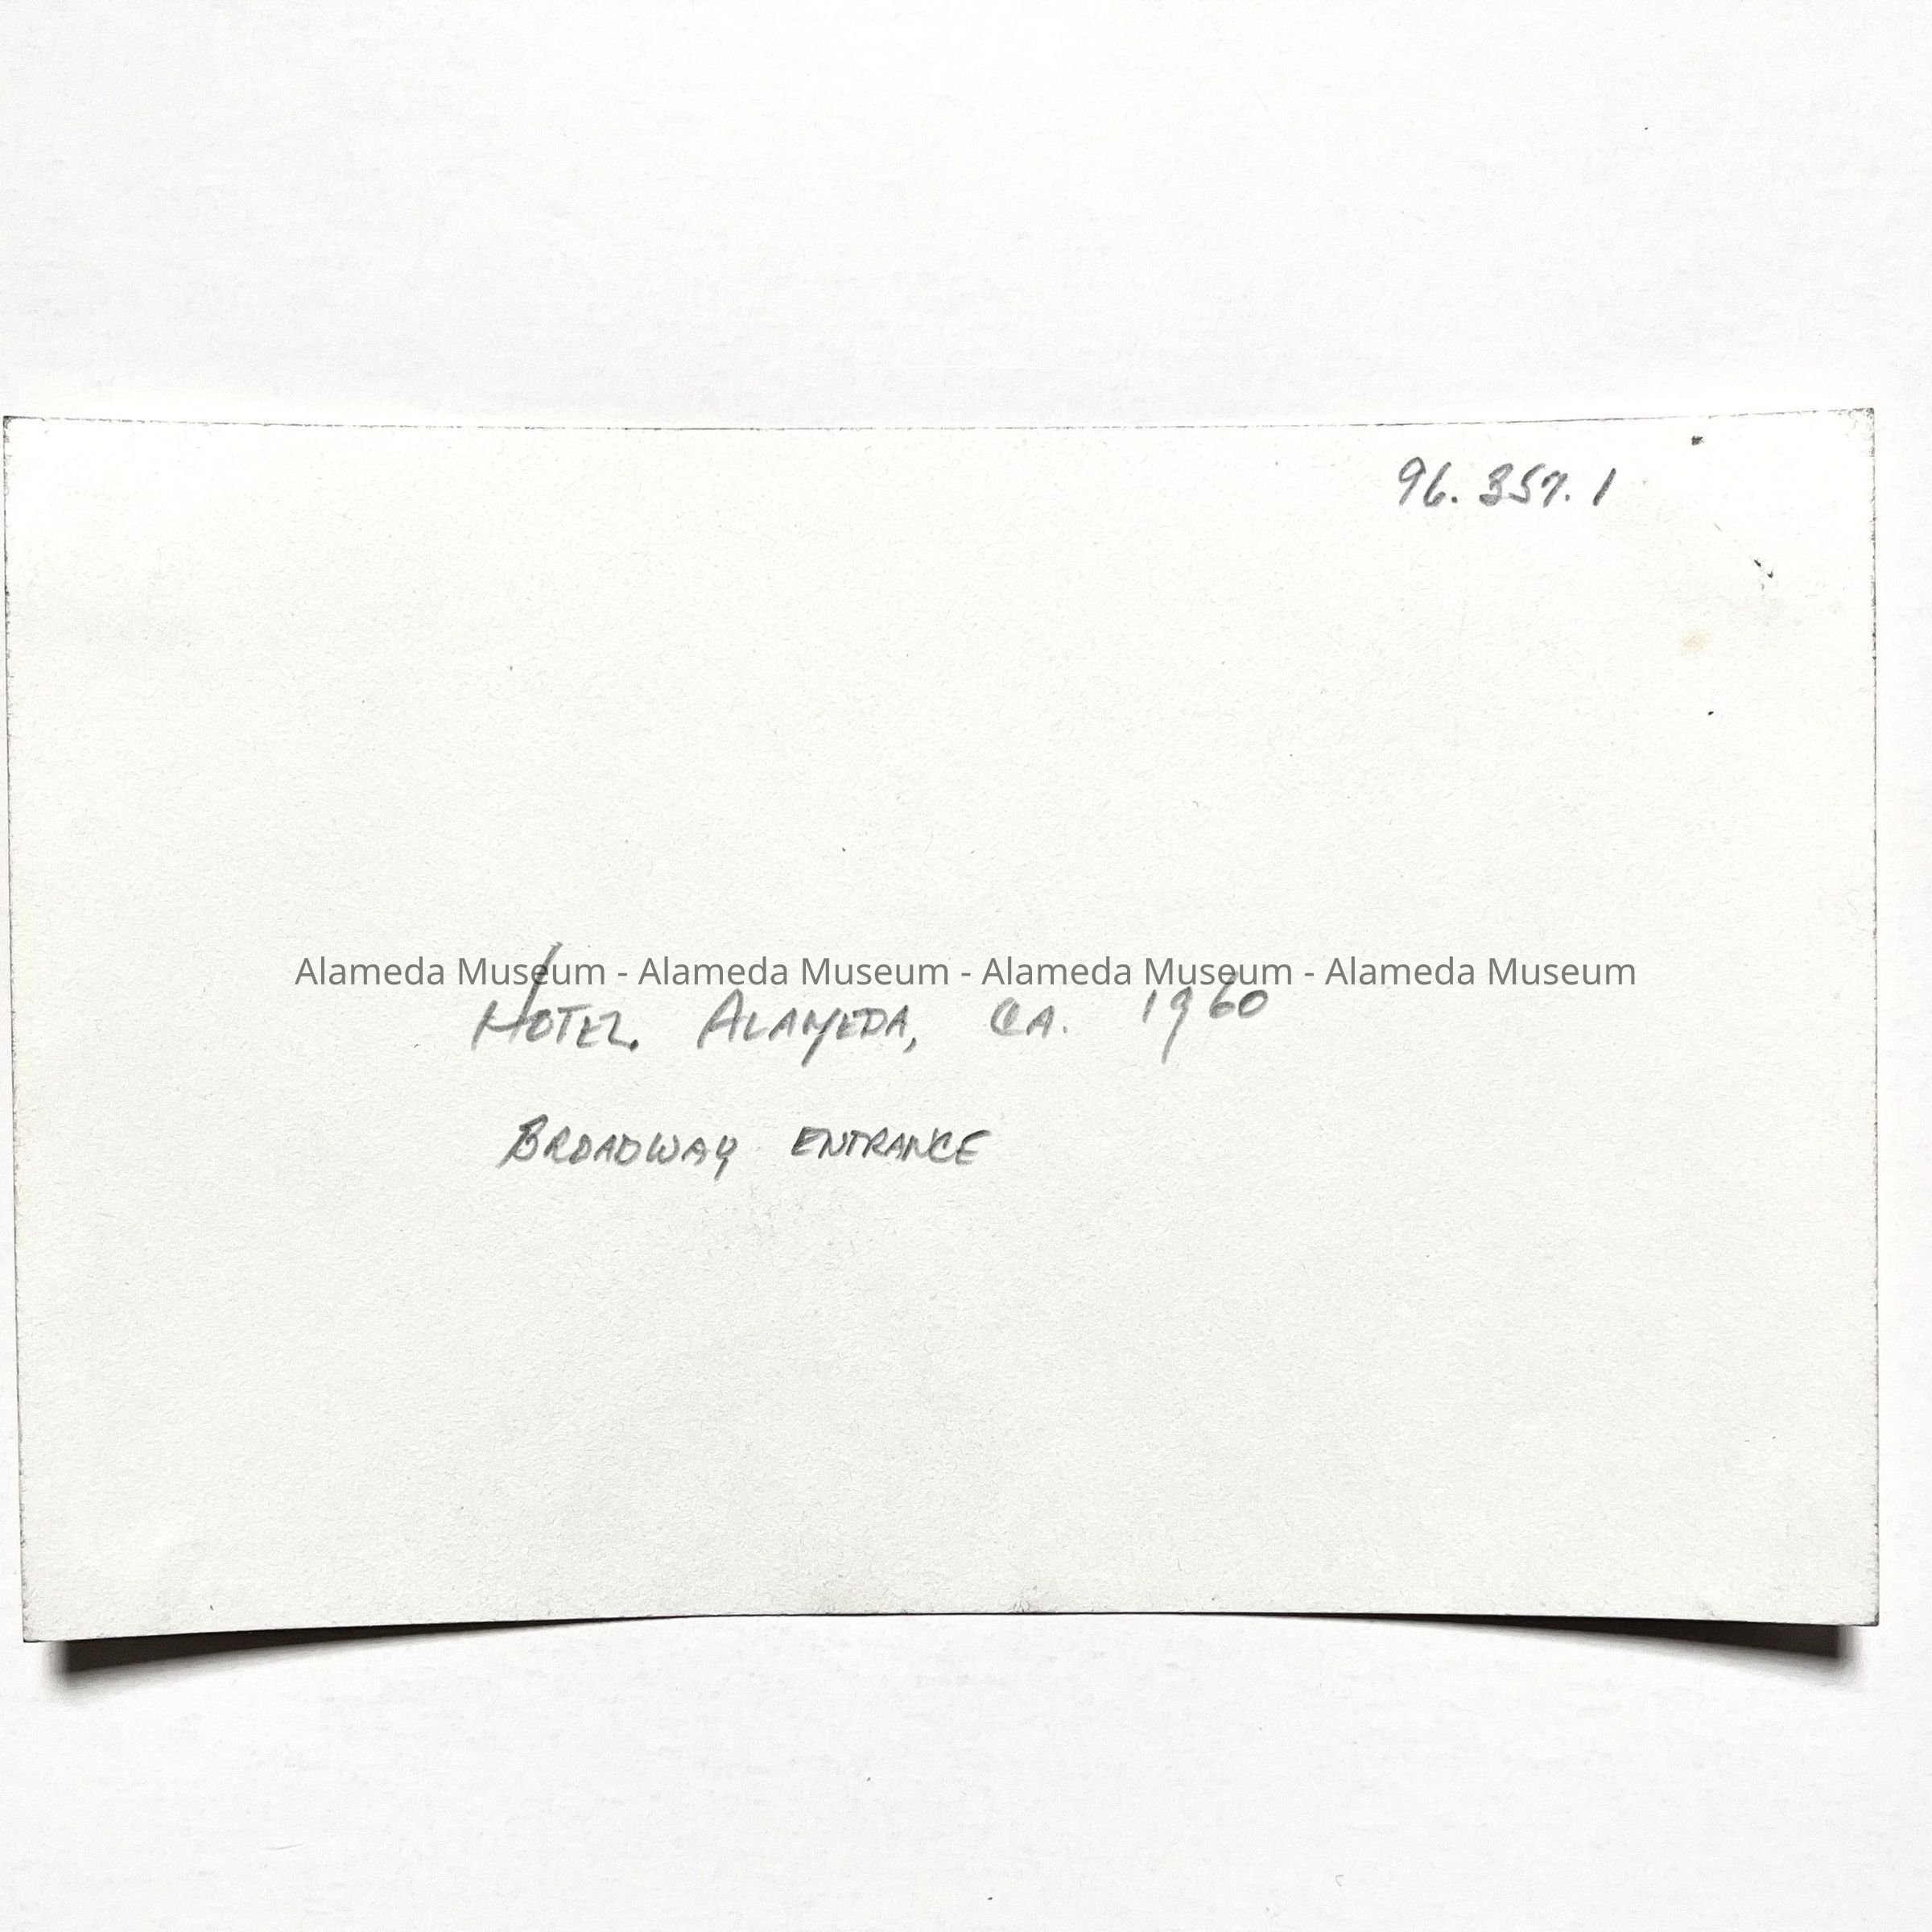 96.357.1
Alameda Museum - Alameda Museum - Alameda Museum - Alameda Museum
HOTEL ALAMEDA, CA. 1960
BROADWAY ENTRANCE